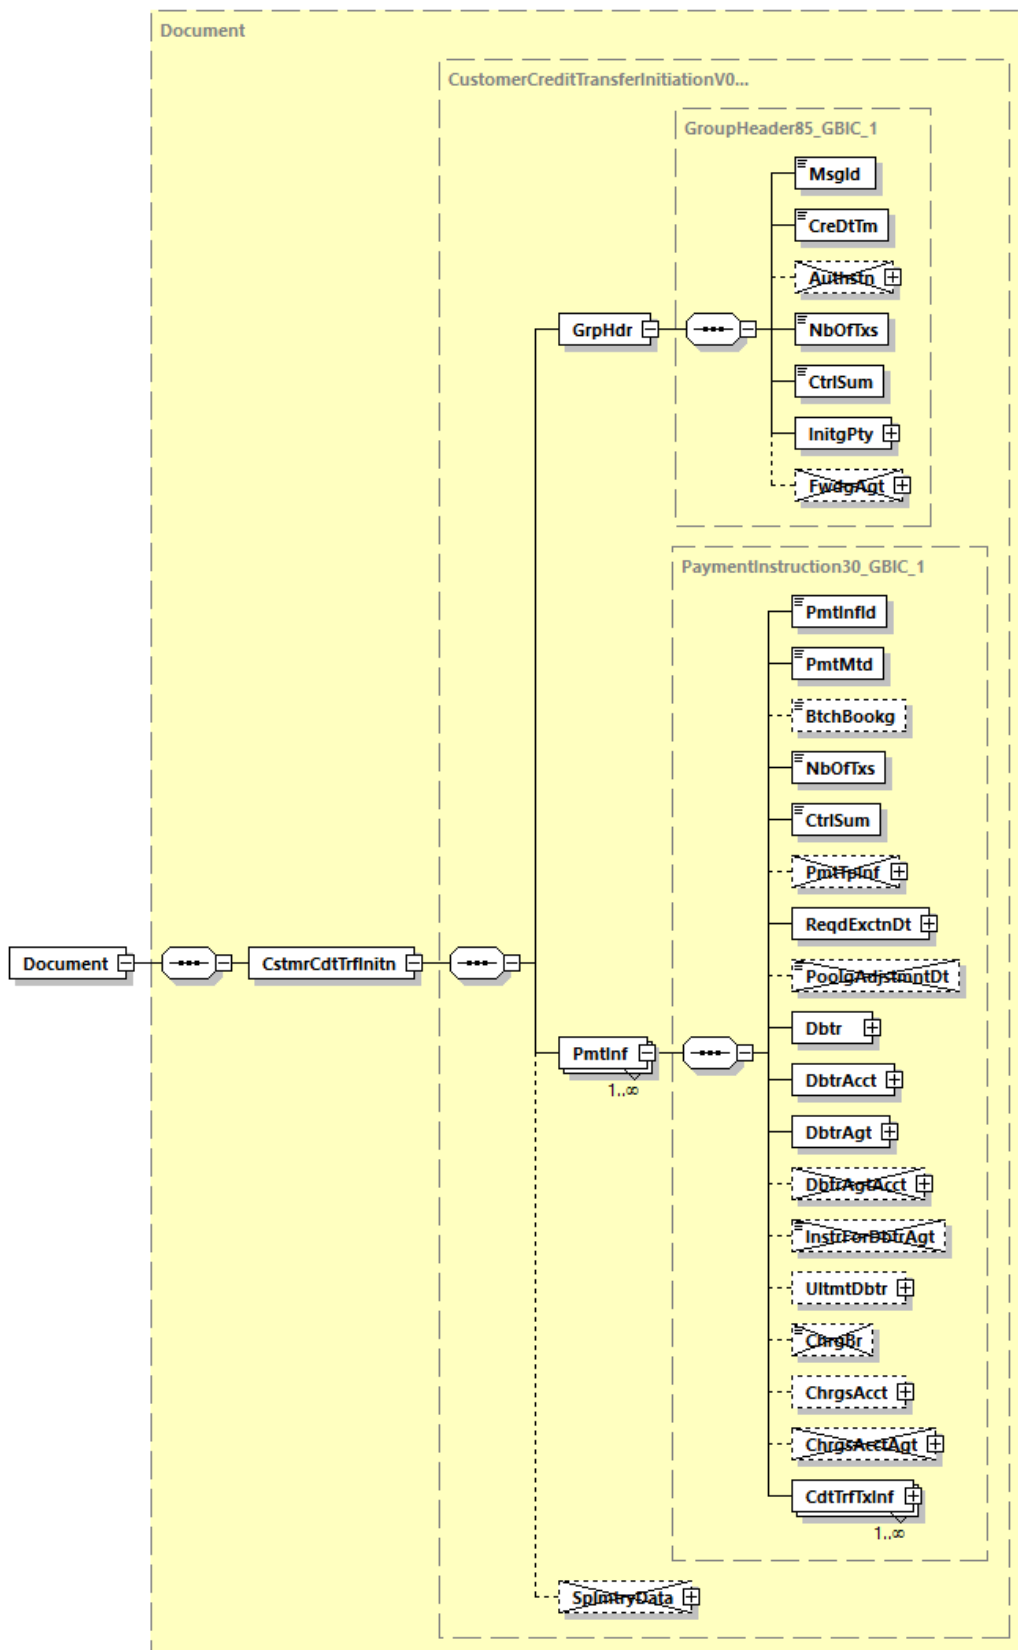 Document
CustomerCreditTransferInitiationV0...
GroupHeader85_GBIC_1
MsgId
CreDtTm
Authstn
GrpHdr
NbOfTxs
CtrlSum
InitgPty
FwdgAgt
PaymentInstruction30_GBIC_1
PmtInfId
PmtMtd
BtchBookg
NbOfTxs
CtrlSum
PmtTpInf
ReqdExctnDt
Document
CstmrCdtTrfInitn
PoolgAdjstmntDt
Dbtr
PmtInf
1..∞
DbtrAcct
DbtrAgt
DbtrAgtAcct
InstrForDbtrAgt
UltmtDbtr
ChrgBr
ChrgsAcct
ChrgsAcctAgt
CdtTrfTxInf
1..∞
SplmtryData